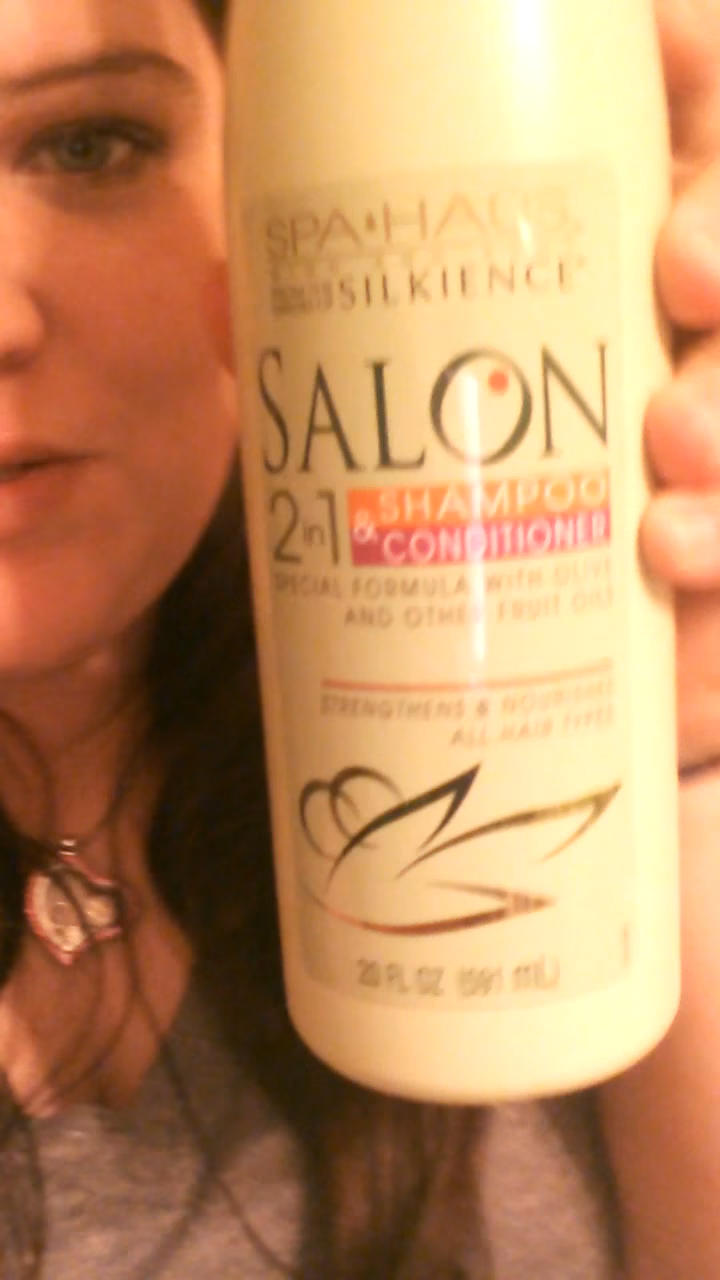 SPA•HAUS
SILKIENCE
SALON
2in1 & SHAMPOO
CONDITIONER
SPECIAL FORMULA WITH OLIVE
AND OTHER FRUIT OILS
STRENGTHENS & NOURISHES
ALL HAIR TYPES
20 FL OZ (591 mL)